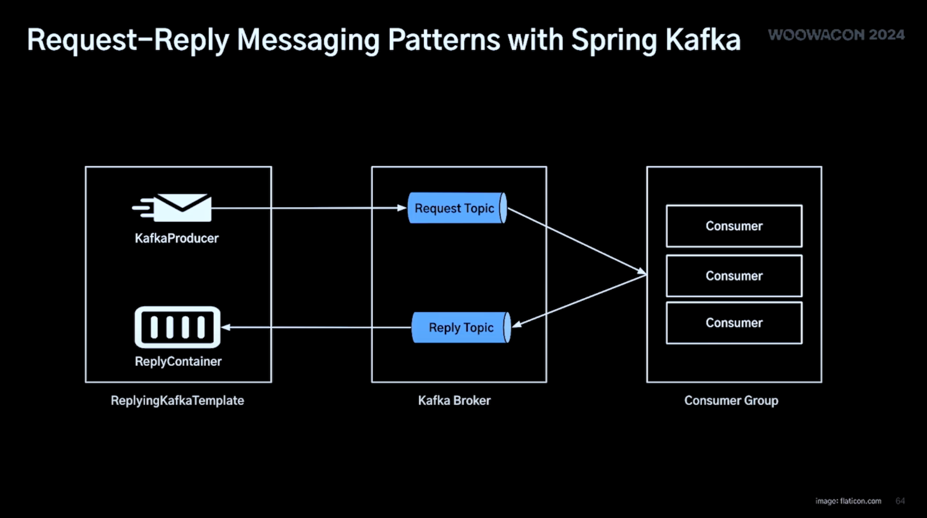 Request-Reply Messaging Patterns with Spring Kafka
WOOWACON 2024
KafkaProducer
Request Topic
Consumer
Consumer
Consumer
Reply Topic
ReplyContainer
ReplyingKafkaTemplate
Kafka Broker
Consumer Group
image: flaticon.com
64